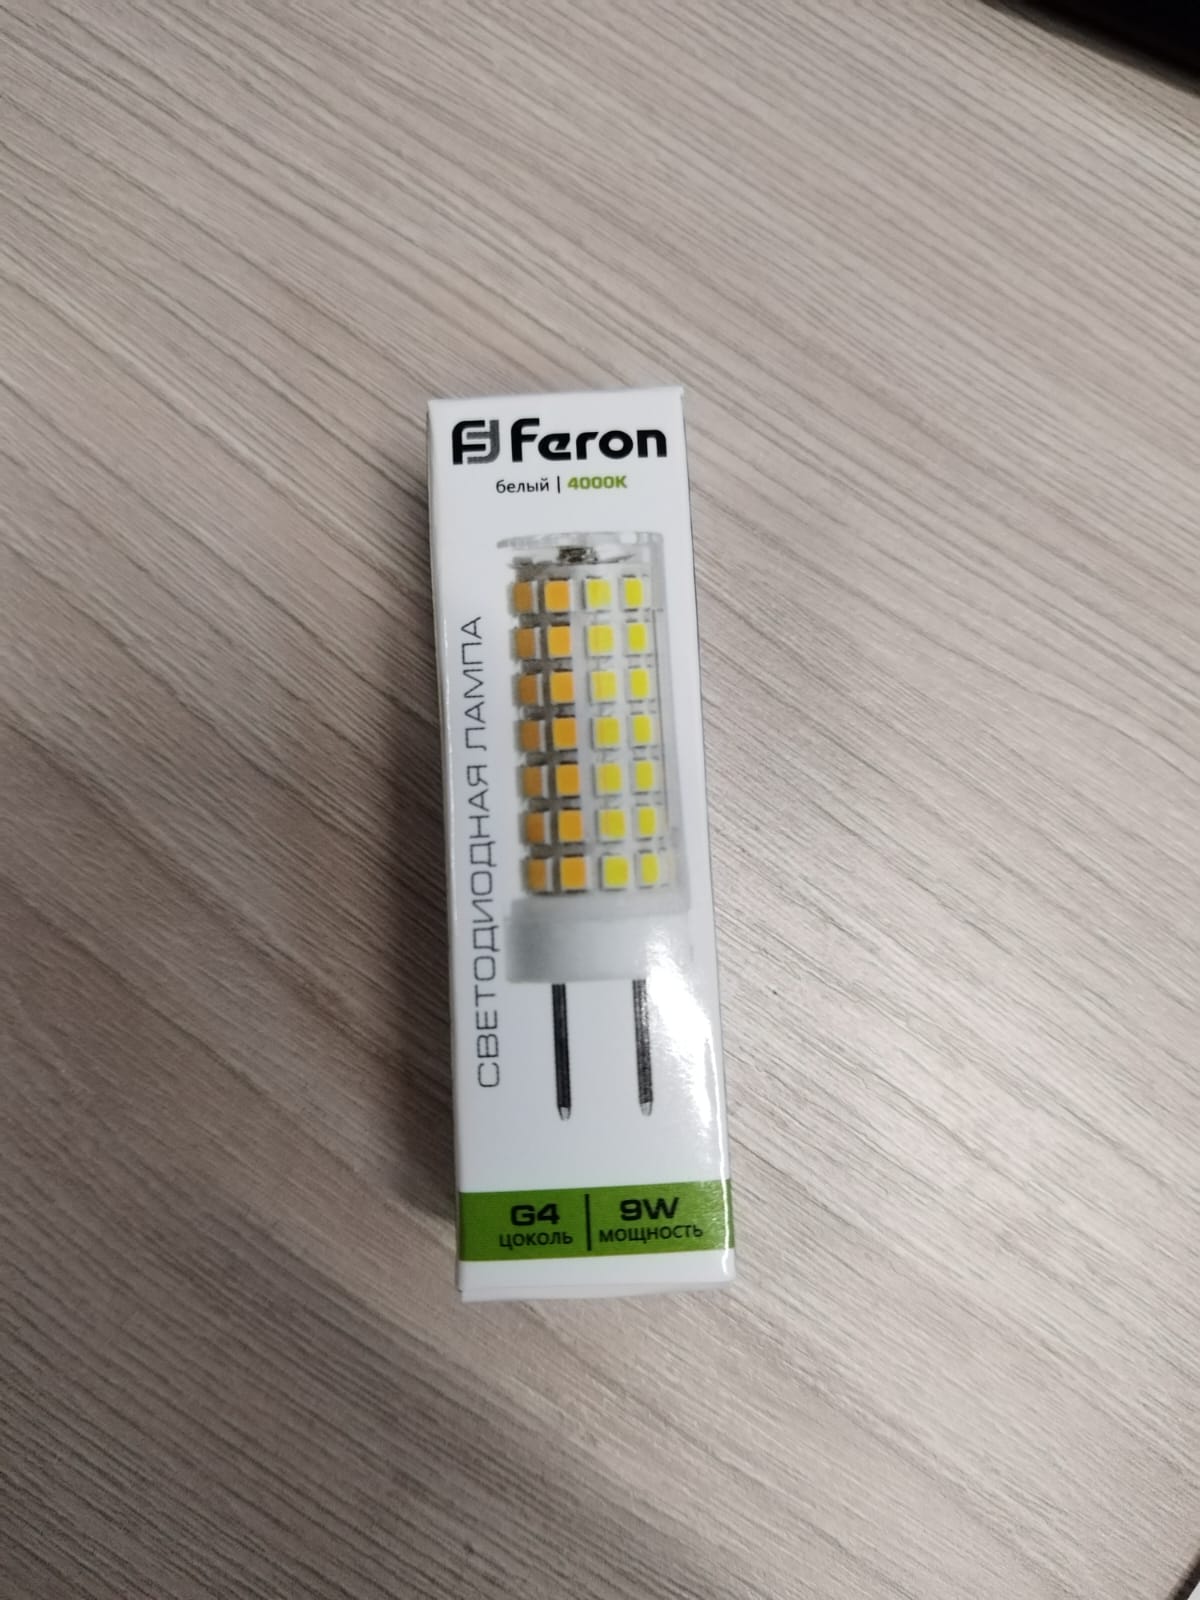 Feron
белый | 4000K
СВЕТОДИОДНАЯ ЛАМПА
G4 | 9W
ЦОКОЛЬ | МОЩНОСТЬ